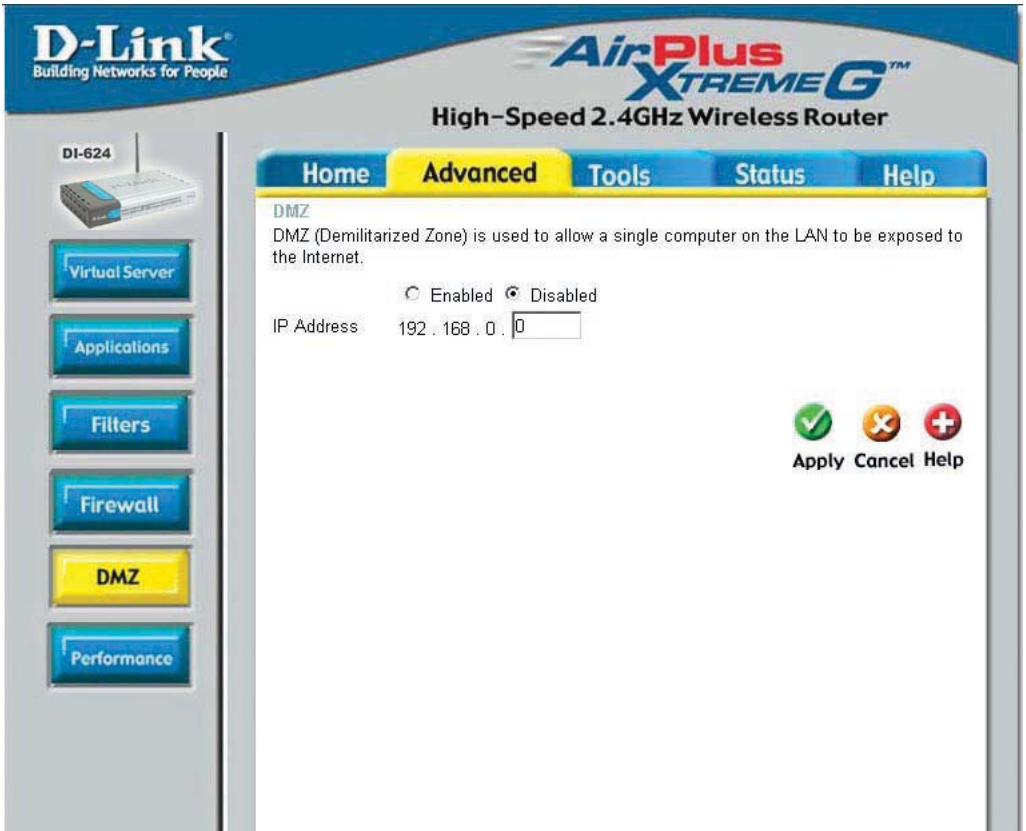 D-Link®
Building Networks for People
AirPlus
XTREME G™
High-Speed 2.4GHz Wireless Router
DI-624
Home Advanced Tools Status Help
DMZ
DMZ (Demilitarized Zone) is used to allow a single computer on the LAN to be exposed to
the Internet.
Enabled Disabled
IP Address 192 . 168 . 0 . 0
Apply Cancel Help
Virtual Server
Applications
Filters
Firewall
DMZ
Performance